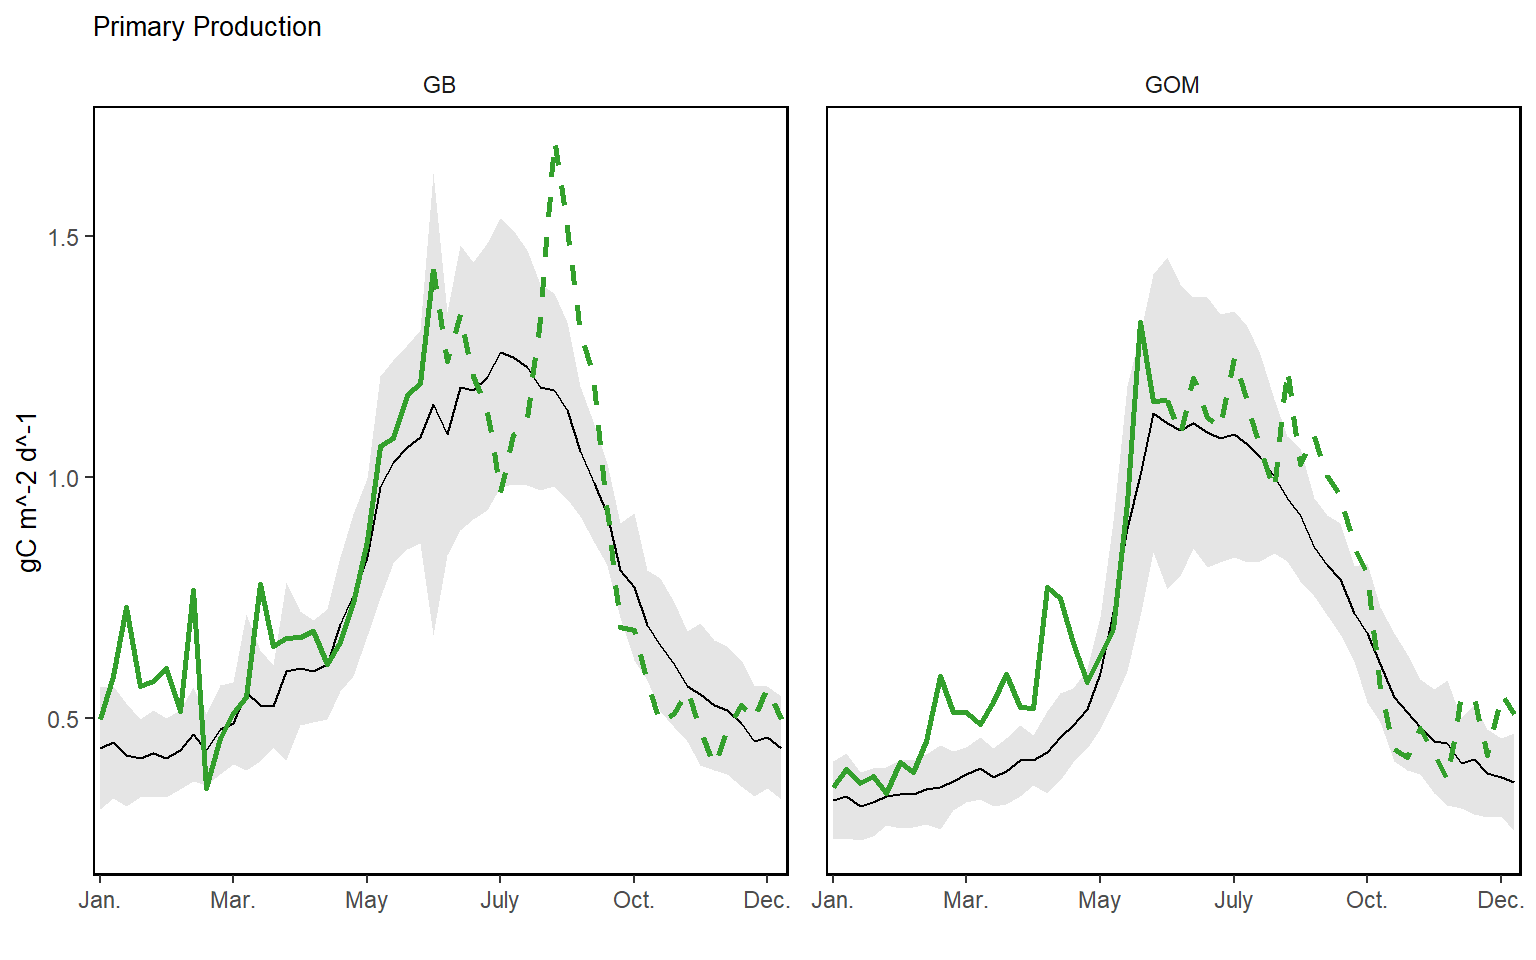 Primary Production
GB
GOM
gC m^-2 d^-1
1.5
1.0
0.5
Jan. Mar. May July Oct. Dec.
Jan. Mar. May July Oct. Dec.